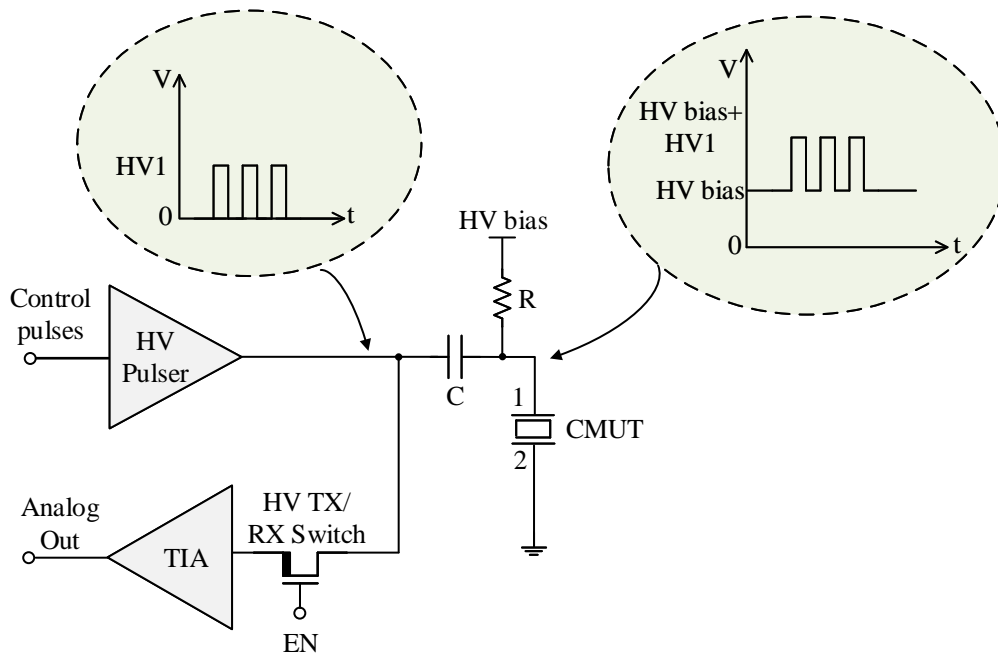 V
HV1
0
t
V
HV bias+
HV1
HV bias
0
t
HV bias
R
Control
pulses
HV
Pulser
C
1
CMUT
2
Analog
Out
TIA
HV TX/
RX Switch
EN